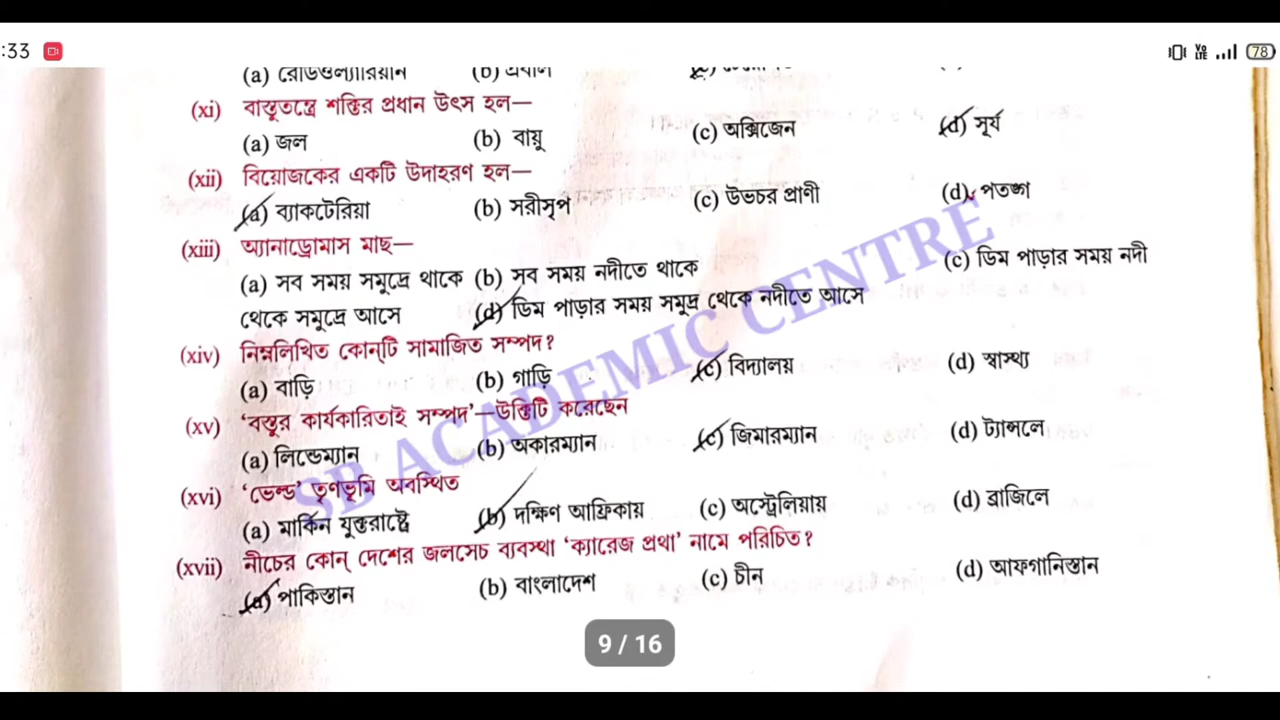 :33 78
(a) রেডিওল্যারিয়ান (b) প্রবাল
(xi) বাস্তুতন্ত্রে শক্তির প্রধান উৎস হল—
(a) জল (b) বায়ু (c) অক্সিজেন (d) সূর্য
(xii) বিয়োজকের একটি উদাহরণ হল—
(a) ব্যাকটেরিয়া (b) সরীসৃপ (c) উভচর প্রাণী (d) পতঙ্গ
(xiii) অ্যানাড্রোমাস মাছ—
(a) সব সময় সমুদ্রে থাকে (b) সব সময় নদীতে থাকে (c) ডিম পাড়ার সময় নদী
থেকে সমুদ্রে আসে (d) ডিম পাড়ার সময় সমুদ্র থেকে নদীতে আসে
(xiv) নিম্নলিখিত কোন্‌টি সামাজিত সম্পদ?
(a) বাড়ি (b) গাড়ি (c) বিদ্যালয় (d) স্বাস্থ্য
(xv) ‘বস্তুর কার্যকারিতাই সম্পদ’—উক্তিটি করেছেন
(a) লিন্ডেম্যান (b) অকারম্যান (c) জিমারম্যান (d) ট্যান্সলে
(xvi) ‘ভেল্ড’ তৃণভূমি অবস্থিত
(a) মার্কিন যুক্তরাষ্ট্রে (b) দক্ষিণ আফ্রিকায় (c) অস্ট্রেলিয়ায় (d) ব্রাজিলে
(xvii) নীচের কোন্ দেশের জলসেচ ব্যবস্থা ‘ক্যারেজ প্রথা’ নামে পরিচিত?
(a) পাকিস্তান (b) বাংলাদেশ (c) চীন (d) আফগানিস্তান
SB ACADEMIC CENTRE
9 / 16